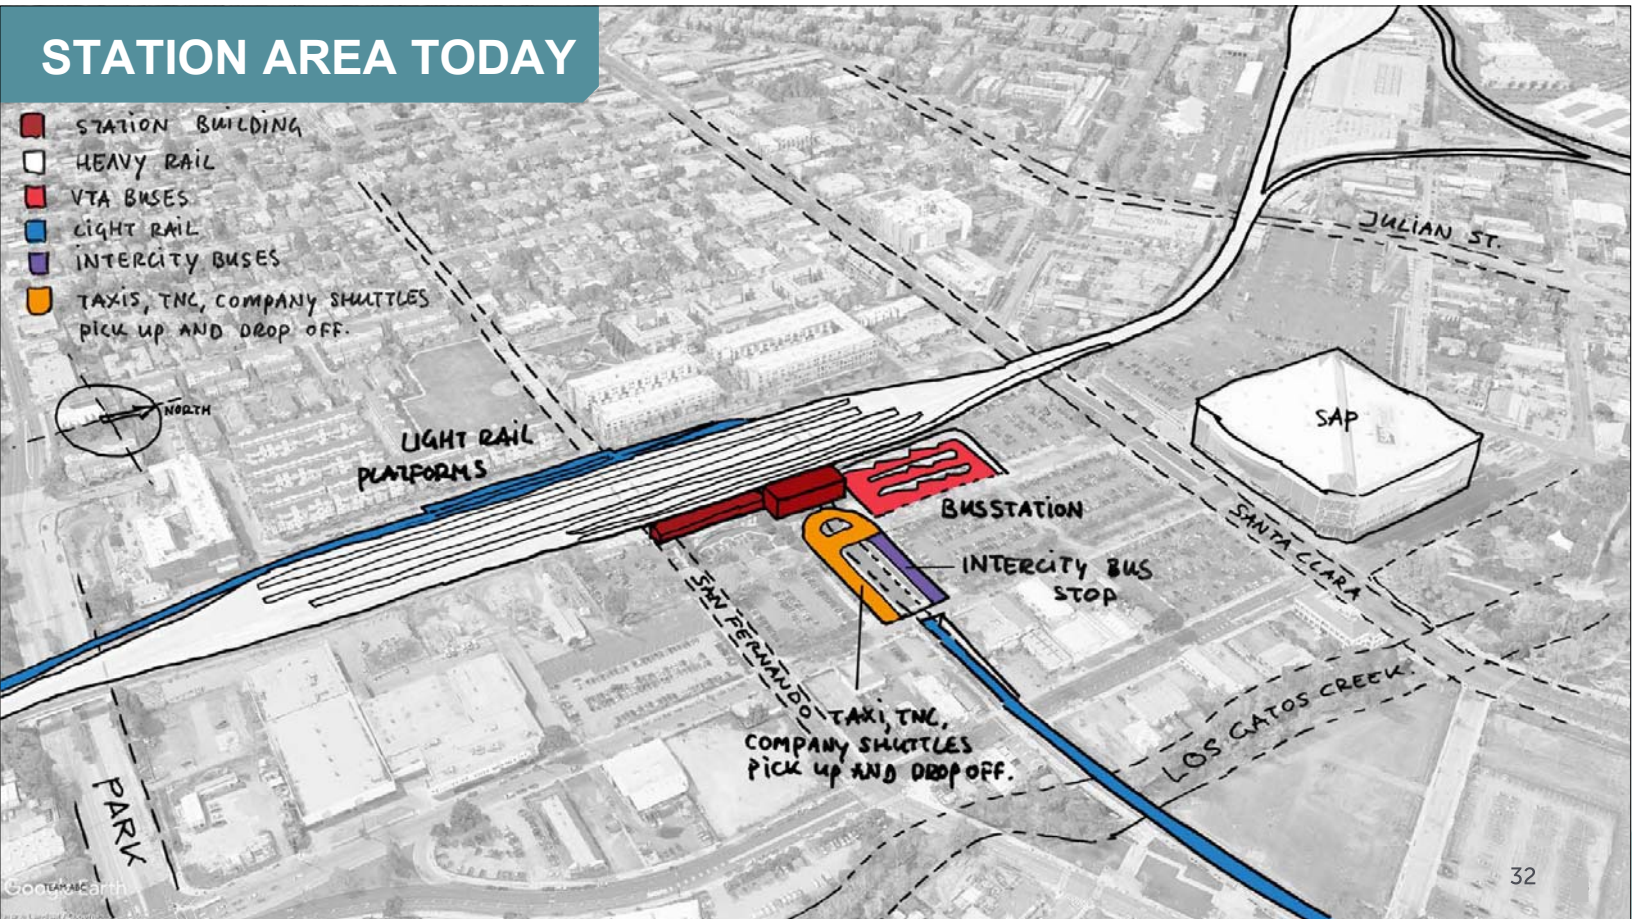 STATION AREA TODAY
STATION BUILDING
HEAVY RAIL
VTA BUSES
LIGHT RAIL
INTERCITY BUSES
TAXIS, TNC, COMPANY SHUTTLES
PICK UP AND DROP OFF.
NORTH
JULIAN ST.
LIGHT RAIL
PLATFORMS
SAP
BUSSTATION
SANTA CLARA
INTERCITY BUS
STOP
SAN FERNANDO
LOS GATOS CREEK.
TAXI, TNC,
COMPANY SHUTTLES
PICK UP AND DROP OFF.
PARK
Google Earth
TEAM ABC
32